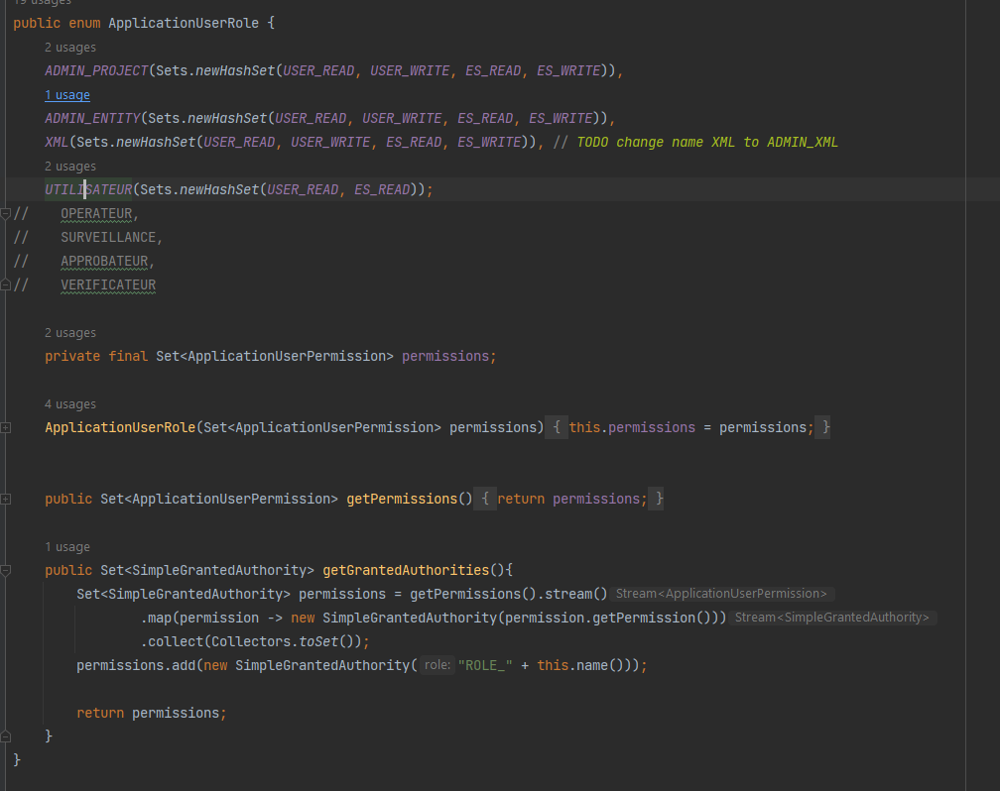 19 usages
public enum ApplicationUserRole {
2 usages
ADMIN_PROJECT(Sets.newHashSet(USER_READ, USER_WRITE, ES_READ, ES_WRITE)),
1 usage
ADMIN_ENTITY(Sets.newHashSet(USER_READ, USER_WRITE, ES_READ, ES_WRITE)),
XML(Sets.newHashSet(USER_READ, USER_WRITE, ES_READ, ES_WRITE)), // TODO change name XML to ADMIN_XML
2 usages
UTILISATEUR(Sets.newHashSet(USER_READ, ES_READ));
// OPERATEUR,
// SURVEILLANCE,
// APPROBATEUR,
// VERIFICATEUR
2 usages
private final Set<ApplicationUserPermission> permissions;
4 usages
ApplicationUserRole(Set<ApplicationUserPermission> permissions) { this.permissions = permissions; }
public Set<ApplicationUserPermission> getPermissions() { return permissions; }
1 usage
public Set<SimpleGrantedAuthority> getGrantedAuthorities(){
Set<SimpleGrantedAuthority> permissions = getPermissions().stream() Stream<ApplicationUserPermission>
.map(permission -> new SimpleGrantedAuthority(permission.getPermission())) Stream<SimpleGrantedAuthority>
.collect(Collectors.toSet());
permissions.add(new SimpleGrantedAuthority( role: "ROLE_" + this.name()));
return permissions;
}
}